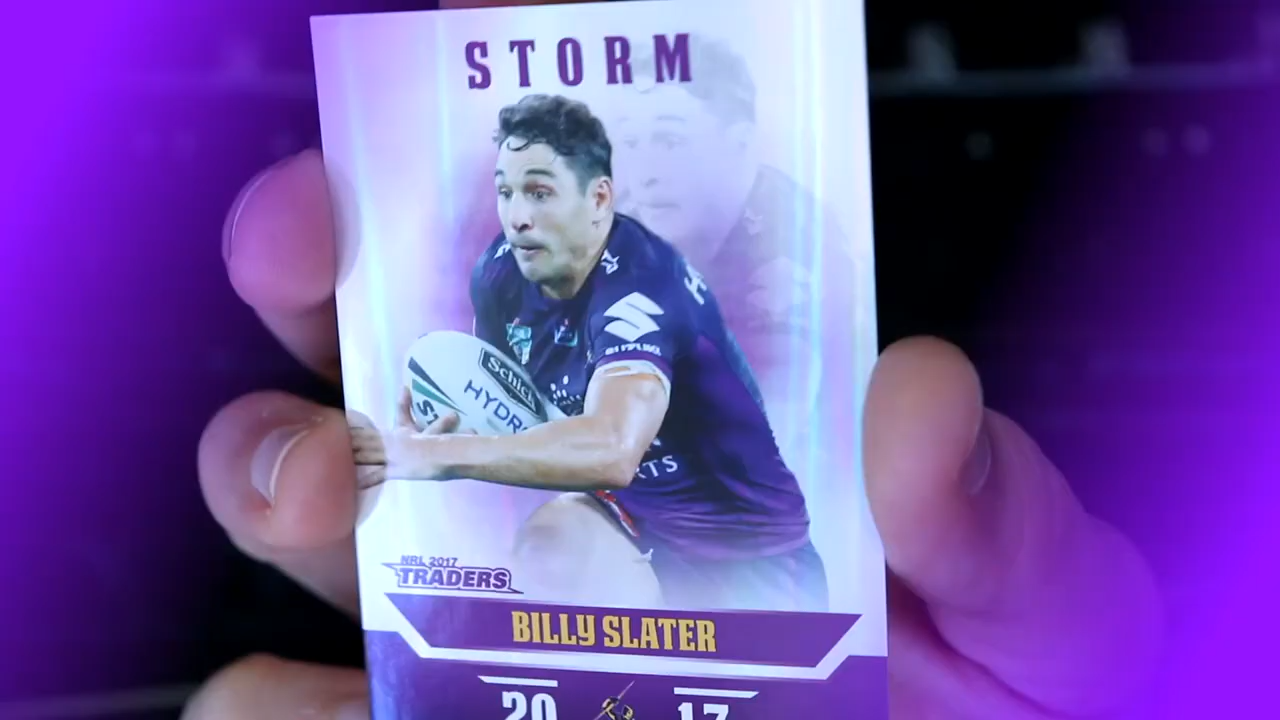 STORM
Schick
HYDRO
NRL 2017
TRADERS
BILLY SLATER
20 17